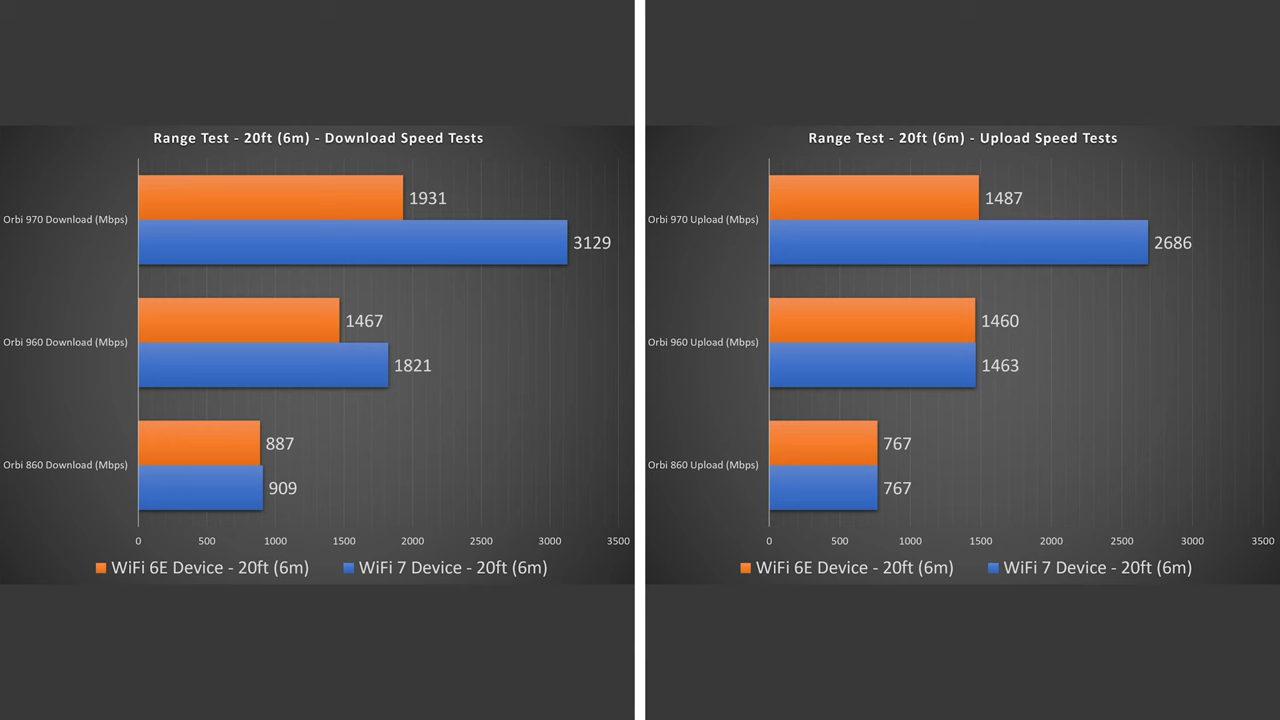 Range Test - 20ft (6m) - Download Speed Tests
Orbi 970 Download (Mbps)
1931
3129
Orbi 960 Download (Mbps)
1467
1821
Orbi 860 Download (Mbps)
887
909
0 500 1000 1500 2000 2500 3000 3500
WiFi 6E Device - 20ft (6m) WiFi 7 Device - 20ft (6m)
Range Test - 20ft (6m) - Upload Speed Tests
Orbi 970 Upload (Mbps)
1487
2686
Orbi 960 Upload (Mbps)
1460
1463
Orbi 860 Upload (Mbps)
767
767
0 500 1000 1500 2000 2500 3000 3500
WiFi 6E Device - 20ft (6m) WiFi 7 Device - 20ft (6m)